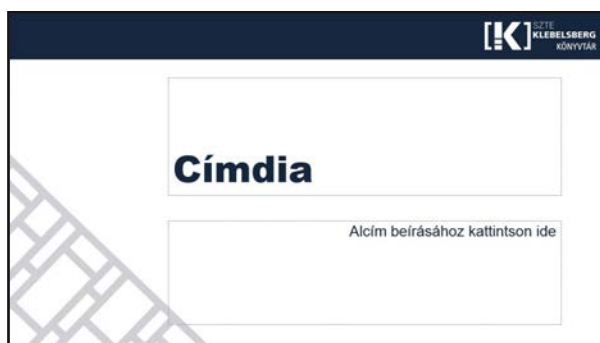 [K]
SZTE
KLEBELSBERG
KÖNYVTÁR
Címdia
Alcím beírásához kattintson ide